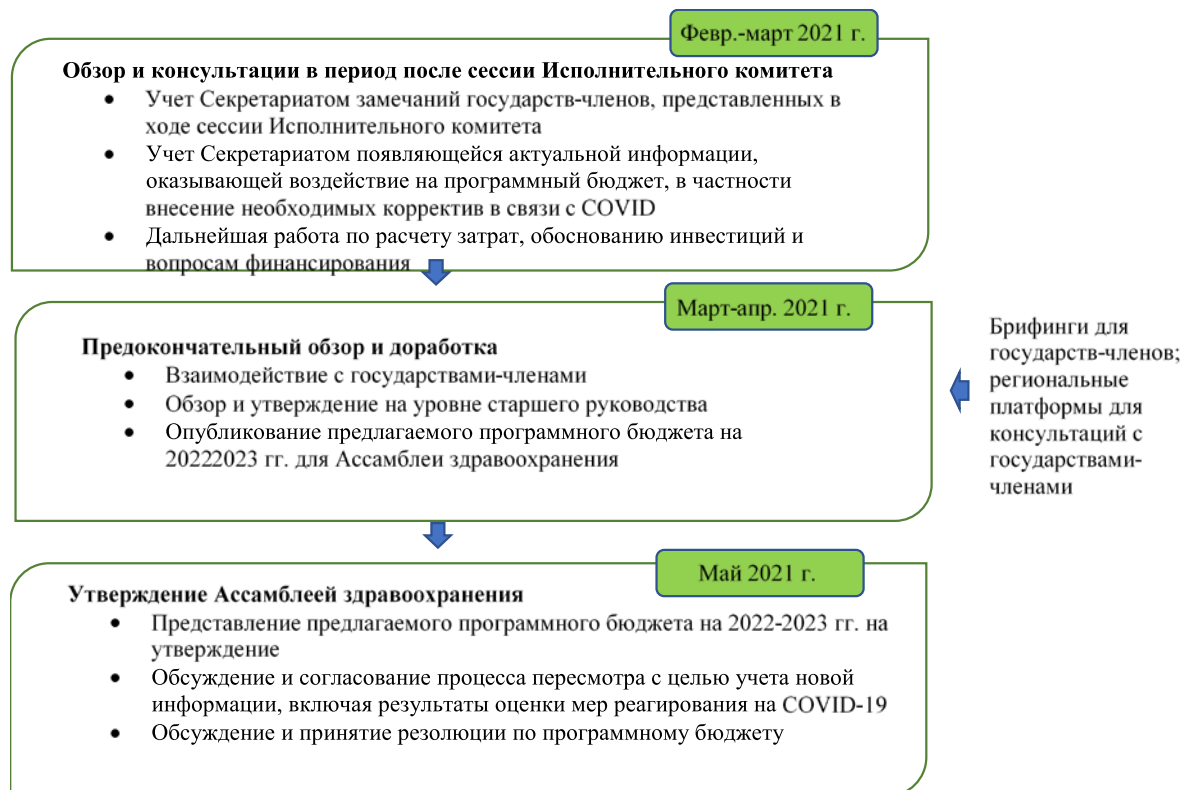 Февр.-март 2021 г.
Обзор и консультации в период после сессии Исполнительного комитета
• Учет Секретариатом замечаний государств-членов, представленных в
ходе сессии Исполнительного комитета
• Учет Секретариатом появляющейся актуальной информации,
оказывающей воздействие на программный бюджет, в частности
внесение необходимых корректив в связи с COVID
• Дальнейшая работа по расчету затрат, обоснованию инвестиций и
вопросам финансирования
Март-апр. 2021 г.
Предокончательный обзор и доработка
• Взаимодействие с государствами-членами
• Обзор и утверждение на уровне старшего руководства
• Опубликование предлагаемого программного бюджета на
20222023 гг. для Ассамблеи здравоохранения
Брифинги для
государств-членов;
региональные
платформы для
консультаций с
государствами-
членами
Май 2021 г.
Утверждение Ассамблеей здравоохранения
• Представление предлагаемого программного бюджета на 2022-2023 гг. на
утверждение
• Обсуждение и согласование процесса пересмотра с целью учета новой
информации, включая результаты оценки мер реагирования на COVID-19
• Обсуждение и принятие резолюции по программному бюджету